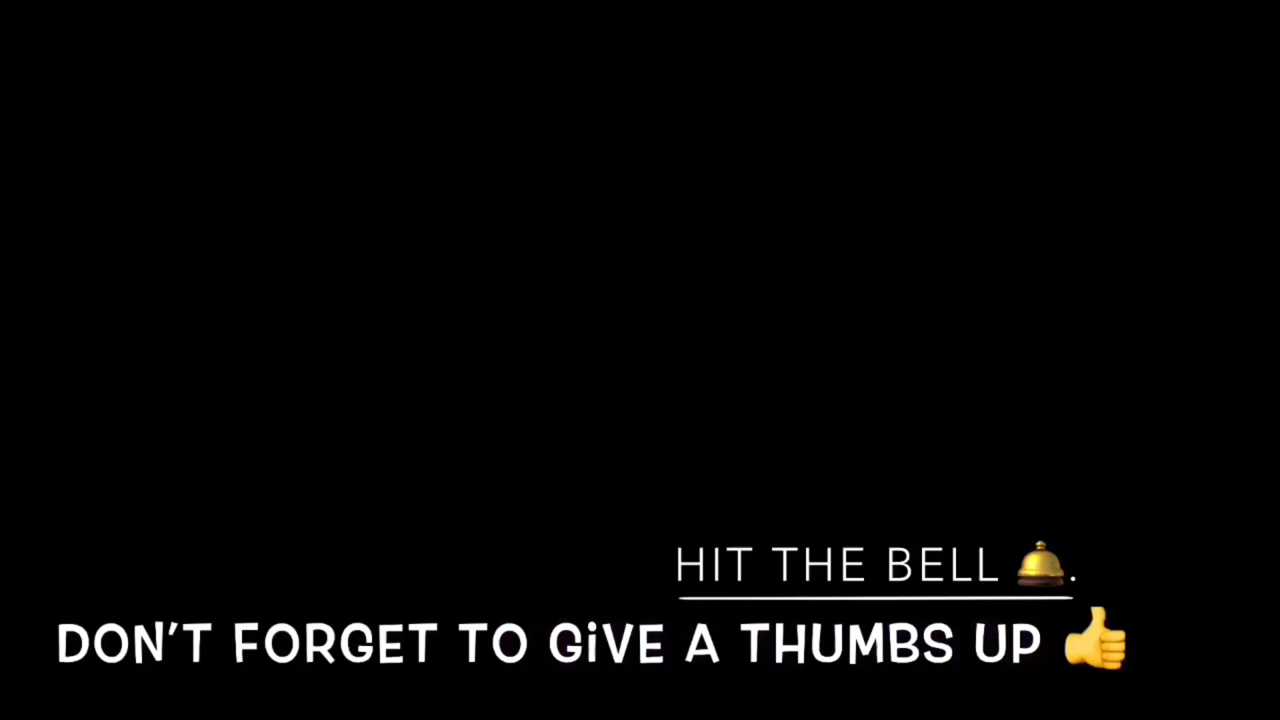 HIT THE BELL 🛎️.
DON'T FORGET TO GiVE A THUMBS UP 👍